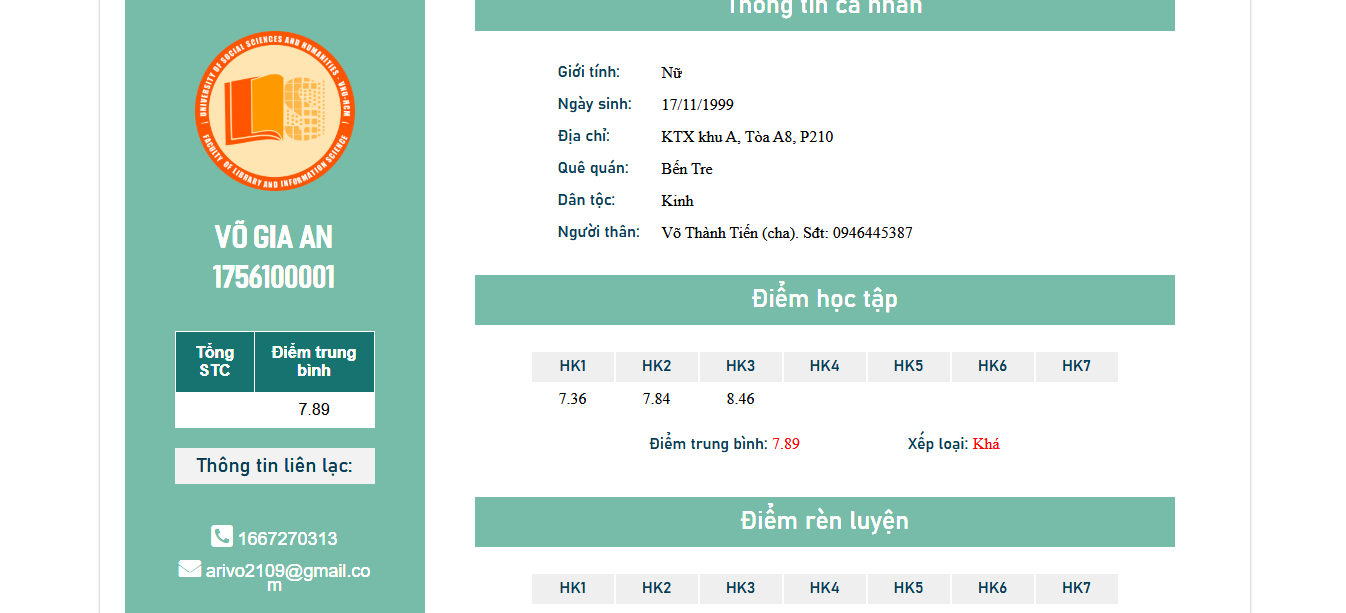 UNIVERSITY OF SOCIAL SCIENCES AND HUMANITIES - VNU-HCM
FACULTY OF LIBRARY AND INFORMATION SCIENCE
VÕ GIA AN
1756100001
Tổng STC
Điểm trung bình
7.89
Thông tin liên lạc:
1667270313
arivo2109@gmail.co
m
Thông tin cá nhân
Giới tính: Nữ
Ngày sinh: 17/11/1999
Địa chỉ: KTX khu A, Tòa A8, P210
Quê quán: Bến Tre
Dân tộc: Kinh
Người thân: Võ Thành Tiến (cha). Sđt: 0946445387
Điểm học tập
HK1 HK2 HK3 HK4 HK5 HK6 HK7
7.36 7.84 8.46
Điểm trung bình: 7.89 Xếp loại: Khá
Điểm rèn luyện
HK1 HK2 HK3 HK4 HK5 HK6 HK7